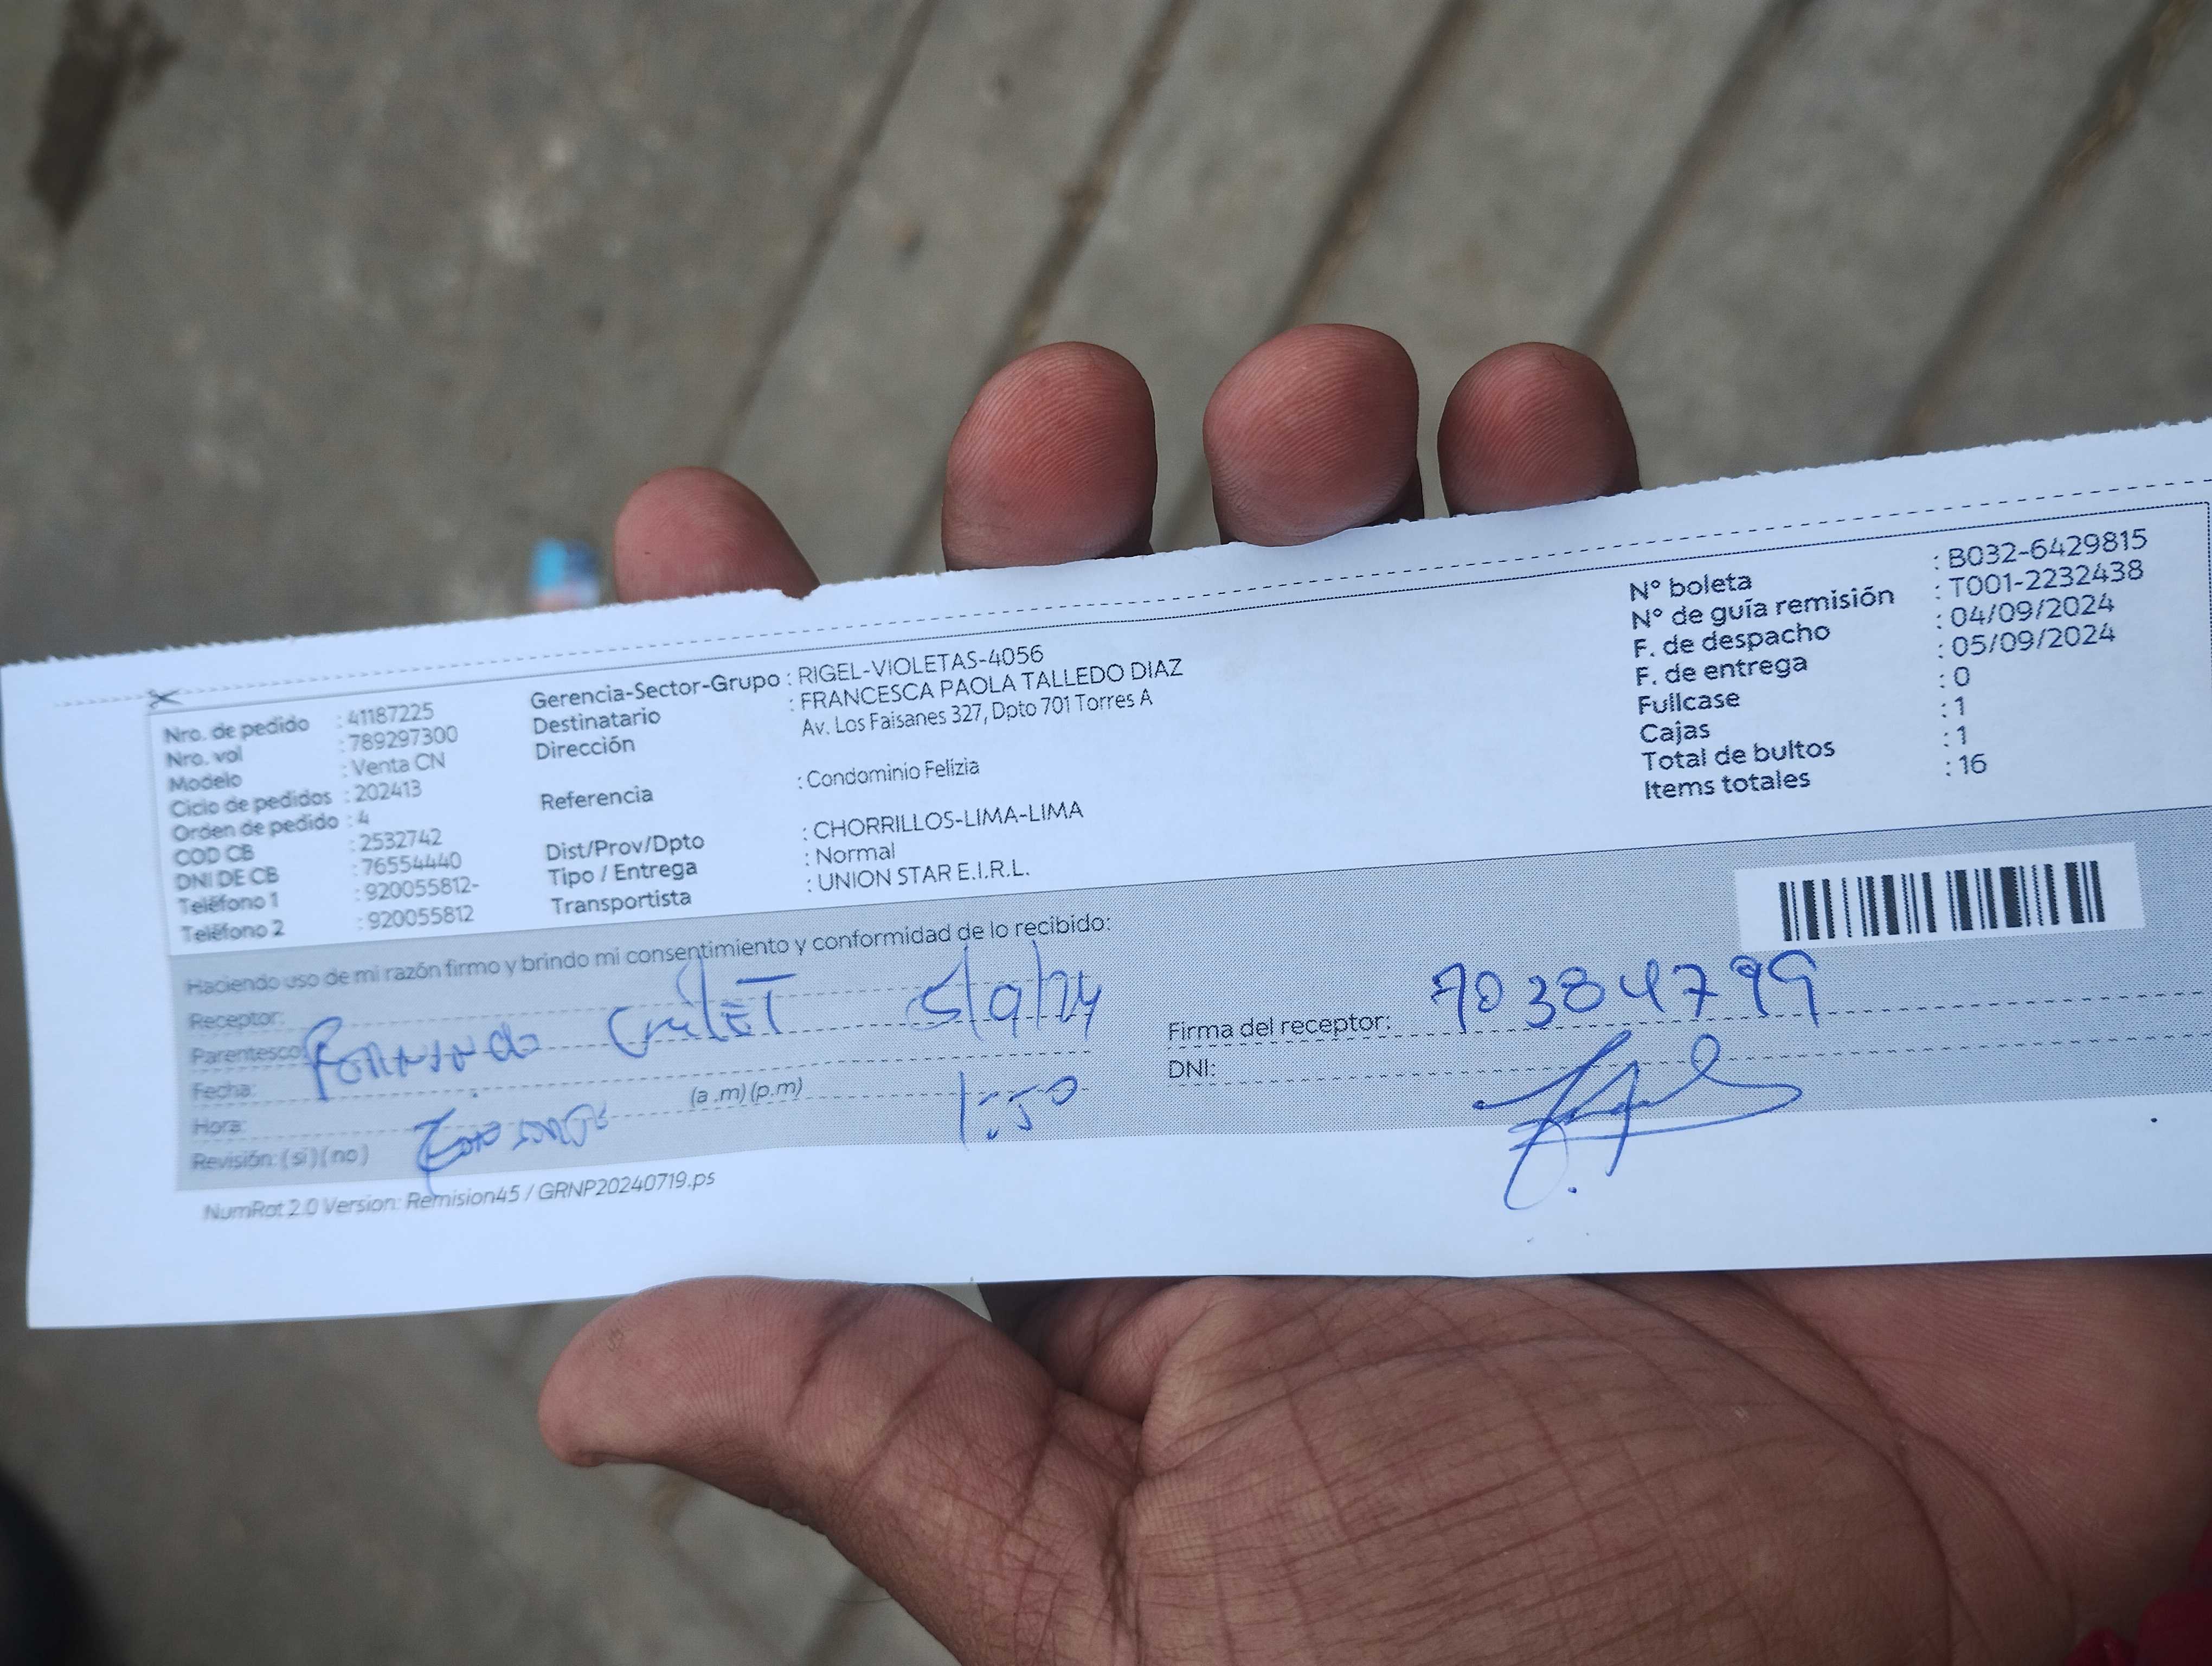 Nro. de pedido : 41187225
Nro. vol : 789297300
Modelo : Venta CN
Ciclo de pedidos : 202413
Orden de pedido : 4
COD CB : 2532742
DNI DE CB : 76554440
Teléfono 1 : 920055812-
Teléfono 2 : 920055812
Gerencia-Sector-Grupo : RIGEL-VIOLETAS-4056
Destinatario : FRANCESCA PAOLA TALLEDO DIAZ
Dirección Av. Los Faisanes 327, Dpto 701 Torres A
Referencia : Condominio Felizia
Dist/Prov/Dpto : CHORRILLOS-LIMA-LIMA
Tipo / Entrega : Normal
Transportista : UNION STAR E.I.R.L.
N° boleta : B032-6429815
N° de guía remisión : T001-2232438
F. de despacho : 04/09/2024
F. de entrega : 05/09/2024
Fullcase : 0
Cajas : 1
Total de bultos : 1
Items totales : 16
Haciendo uso de mi razón firmo y brindo mi consentimiento y conformidad de lo recibido:
Receptor: 5/9/24
Parentesco:
Fecha:
Hora: (a .m) (p.m) 1:50
Revisión: (si) (no)
Firma del receptor:
DNI:
NumRot 2.0 Version: Remision45 / GRNP20240719.ps